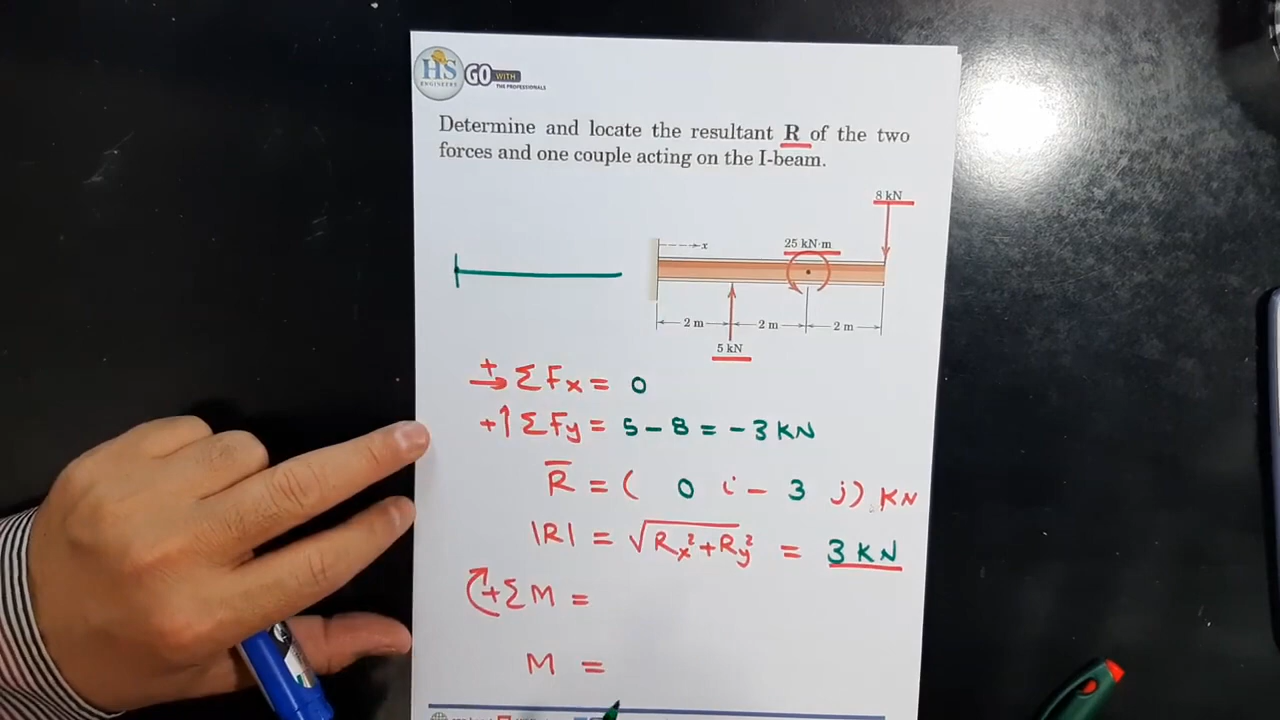 HS
ENGINEERS
GO WITH
THE PROFESSIONALS
Determine and locate the resultant R of the two
forces and one couple acting on the I-beam.
8 kN
25 kN·m
x
2 m
2 m
2 m
5 kN
+→ ΣFx = 0
+↑ ΣFy = 5 - 8 = -3 KN
R̅ = ( 0 i - 3 j) KN
|R| = √Rx²+Ry² = 3 KN
+ΣM =
M =